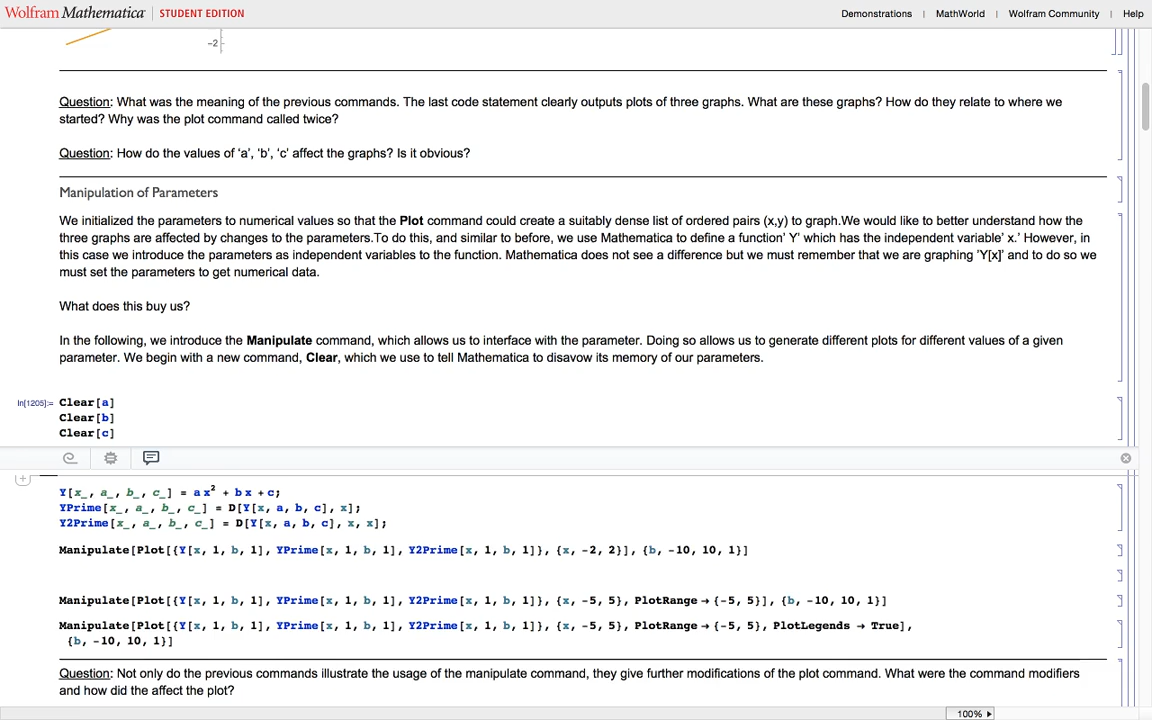 Wolfram Mathematica STUDENT EDITION Demonstrations MathWorld Wolfram Community Help
-2
Question: What was the meaning of the previous commands. The last code statement clearly outputs plots of three graphs. What are these graphs? How do they relate to where we
started? Why was the plot command called twice?
Question: How do the values of 'a', 'b', 'c' affect the graphs? Is it obvious?
Manipulation of Parameters
We initialized the parameters to numerical values so that the Plot command could create a suitably dense list of ordered pairs (x,y) to graph.We would like to better understand how the
three graphs are affected by changes to the parameters.To do this, and similar to before, we use Mathematica to define a function' Y' which has the independent variable' x.' However, in
this case we introduce the parameters as independent variables to the function. Mathematica does not see a difference but we must remember that we are graphing 'Y[x]' and to do so we
must set the parameters to get numerical data.
What does this buy us?
In the following, we introduce the Manipulate command, which allows us to interface with the parameter. Doing so allows us to generate different plots for different values of a given
parameter. We begin with a new command, Clear, which we use to tell Mathematica to disavow its memory of our parameters.
In[1205]:= Clear[a]
Clear[b]
Clear[c]
Y[x_, a_, b_, c_] = a x² + b x + c;
YPrime[x_, a_, b_, c_] = D[Y[x, a, b, c], x];
Y2Prime[x_, a_, b_, c_] = D[Y[x, a, b, c], x, x];
Manipulate[Plot[{Y[x, 1, b, 1], YPrime[x, 1, b, 1], Y2Prime[x, 1, b, 1]}, {x, -2, 2}], {b, -10, 10, 1}]
Manipulate[Plot[{Y[x, 1, b, 1], YPrime[x, 1, b, 1], Y2Prime[x, 1, b, 1]}, {x, -5, 5}, PlotRange → {-5, 5}], {b, -10, 10, 1}]
Manipulate[Plot[{Y[x, 1, b, 1], YPrime[x, 1, b, 1], Y2Prime[x, 1, b, 1]}, {x, -5, 5}, PlotRange → {-5, 5}, PlotLegends → True],
{b, -10, 10, 1}]
Question: Not only do the previous commands illustrate the usage of the manipulate command, they give further modifications of the plot command. What were the command modifiers
and how did the affect the plot?
100%